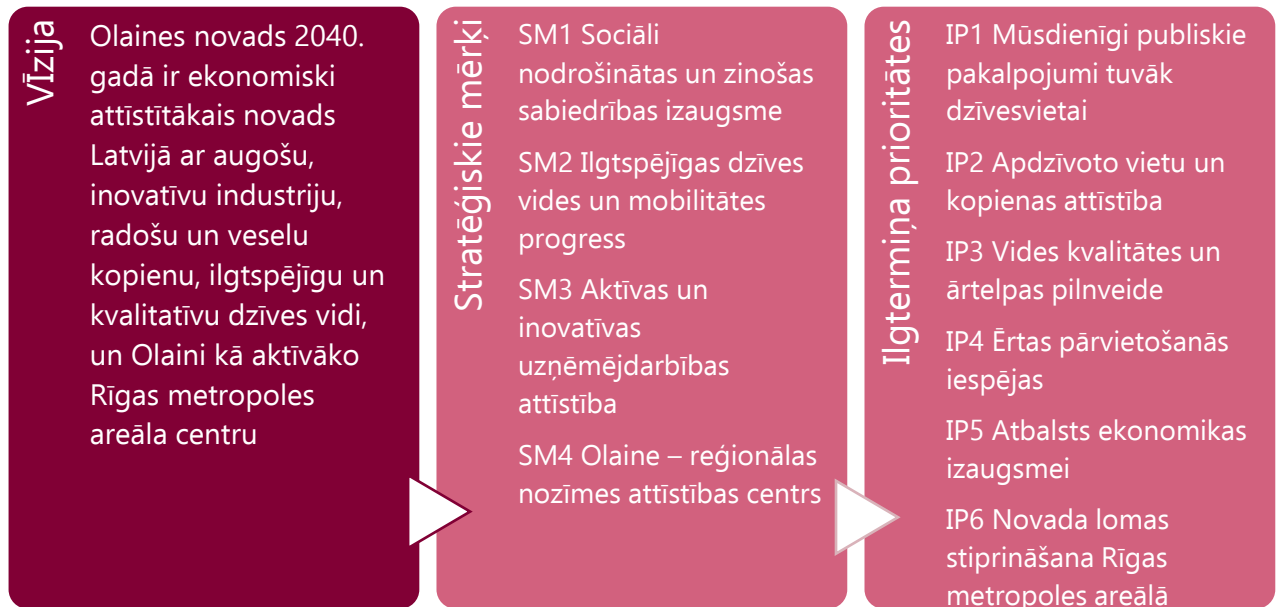 Vīzija
Olaines novads 2040.
gadā ir ekonomiski
attīstītākais novads
Latvijā ar augošu,
inovatīvu industriju,
radošu un veselu
kopienu, ilgtspējīgu un
kvalitatīvu dzīves vidi,
un Olaini kā aktīvāko
Rīgas metropoles
areāla centru
Stratēģiskie mērķi
SM1 Sociāli
nodrošinātas un zinošas
sabiedrības izaugsme
SM2 Ilgtspējīgas dzīves
vides un mobilitātes
progress
SM3 Aktīvas un
inovatīvas
uzņēmējdarbības
attīstība
SM4 Olaine – reģionālas
nozīmes attīstības centrs
Ilgtermiņa prioritātes
IP1 Mūsdienīgi publiskie
pakalpojumi tuvāk
dzīvesvietai
IP2 Apdzīvoto vietu un
kopienas attīstība
IP3 Vides kvalitātes un
ārtelpas pilnveide
IP4 Ērtas pārvietošanās
iespējas
IP5 Atbalsts ekonomikas
izaugsmei
IP6 Novada lomas
stiprināšana Rīgas
metropoles areālā